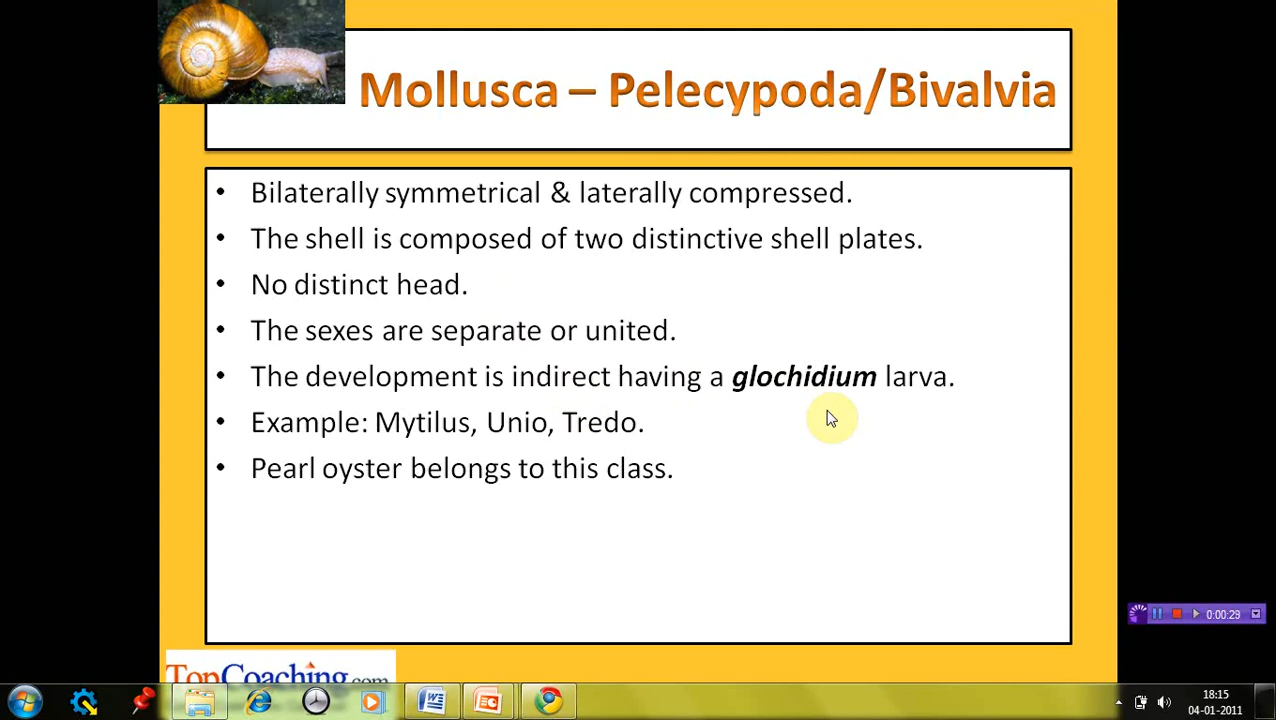 Mollusca – Pelecypoda/Bivalvia
• Bilaterally symmetrical & laterally compressed.
• The shell is composed of two distinctive shell plates.
• No distinct head.
• The sexes are separate or united.
• The development is indirect having a glochidium larva.
• Example: Mytilus, Unio, Tredo.
• Pearl oyster belongs to this class.
0:00:29
TopCoaching.com
18:15
04-01-2011